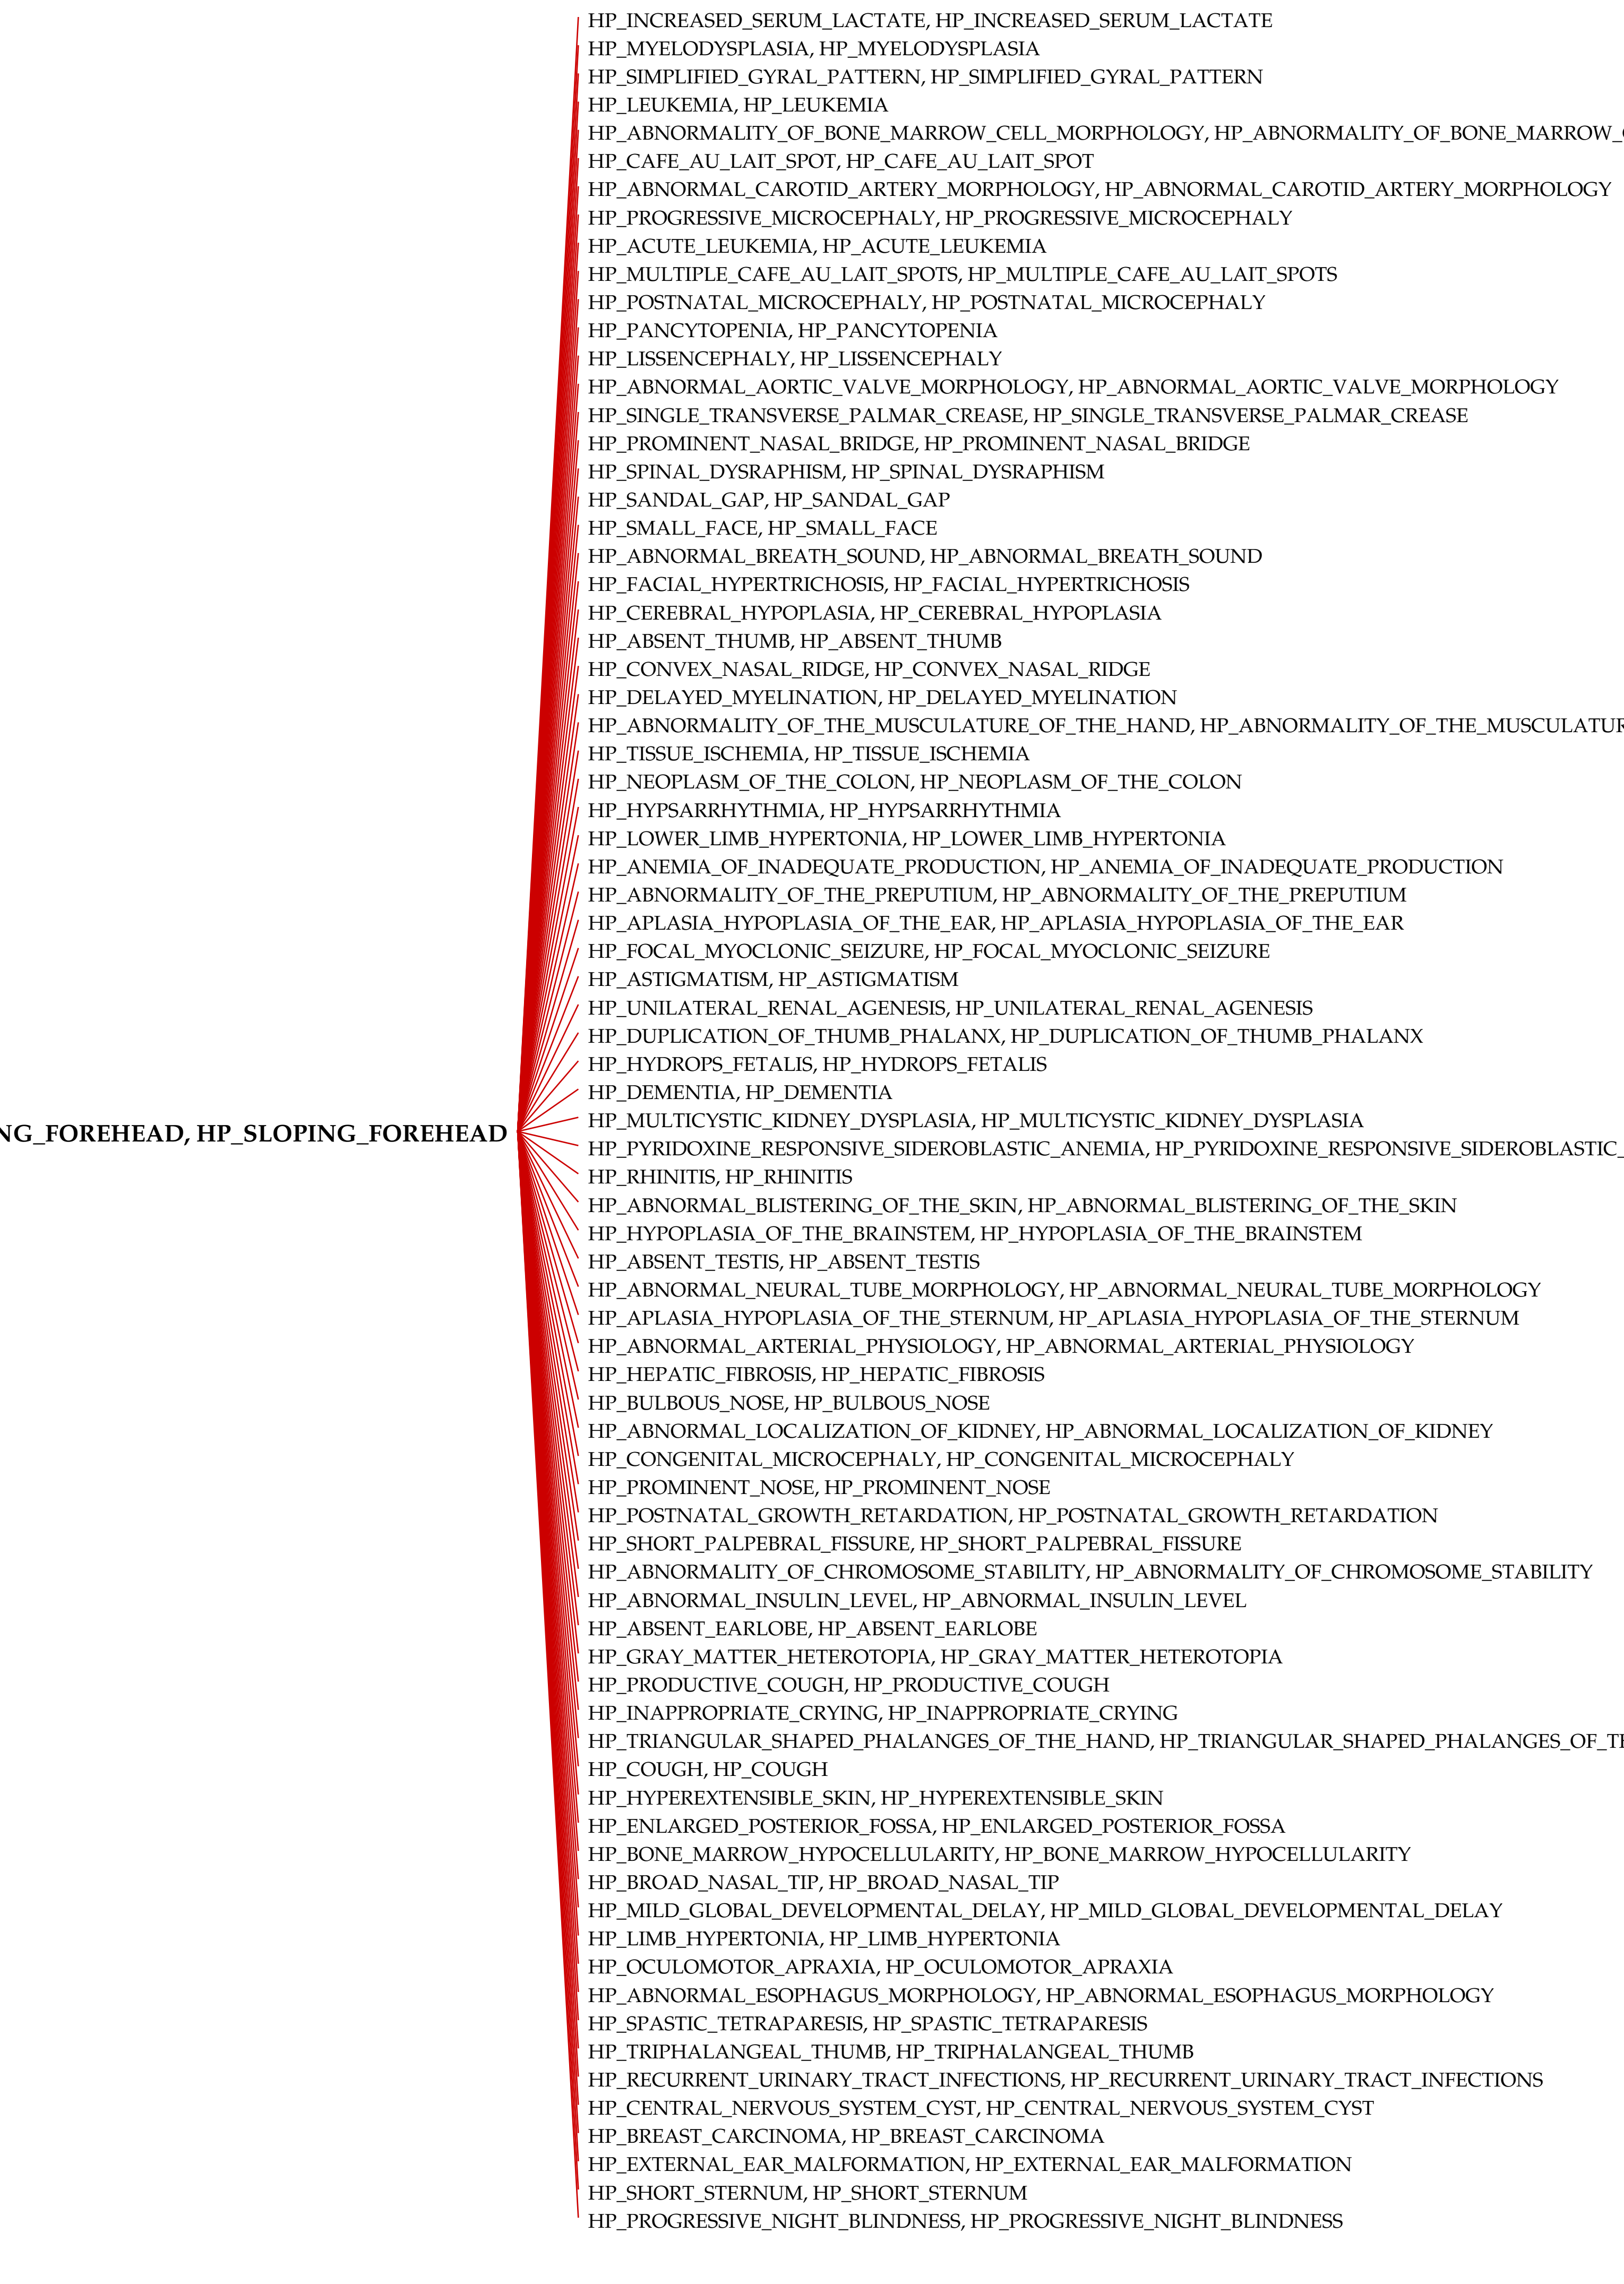 HP_INCREASED_SERUM_LACTATE, HP_INCREASED_SERUM_LACTATE
HP_MYELODYSPLASIA, HP_MYELODYSPLASIA
HP_SIMPLIFIED_GYRAL_PATTERN, HP_SIMPLIFIED_GYRAL_PATTERN
HP_LEUKEMIA, HP_LEUKEMIA
HP_ABNORMALITY_OF_BONE_MARROW_CELL_MORPHOLOGY, HP_ABNORMALITY_OF_BONE_MARROW_
HP_CAFE_AU_LAIT_SPOT, HP_CAFE_AU_LAIT_SPOT
HP_ABNORMAL_CAROTID_ARTERY_MORPHOLOGY, HP_ABNORMAL_CAROTID_ARTERY_MORPHOLOGY
HP_PROGRESSIVE_MICROCEPHALY, HP_PROGRESSIVE_MICROCEPHALY
HP_ACUTE_LEUKEMIA, HP_ACUTE_LEUKEMIA
HP_MULTIPLE_CAFE_AU_LAIT_SPOTS, HP_MULTIPLE_CAFE_AU_LAIT_SPOTS
HP_POSTNATAL_MICROCEPHALY, HP_POSTNATAL_MICROCEPHALY
HP_PANCYTOPENIA, HP_PANCYTOPENIA
HP_LISSENCEPHALY, HP_LISSENCEPHALY
HP_ABNORMAL_AORTIC_VALVE_MORPHOLOGY, HP_ABNORMAL_AORTIC_VALVE_MORPHOLOGY
HP_SINGLE_TRANSVERSE_PALMAR_CREASE, HP_SINGLE_TRANSVERSE_PALMAR_CREASE
HP_PROMINENT_NASAL_BRIDGE, HP_PROMINENT_NASAL_BRIDGE
HP_SPINAL_DYSRAPHISM, HP_SPINAL_DYSRAPHISM
HP_SANDAL_GAP, HP_SANDAL_GAP
HP_SMALL_FACE, HP_SMALL_FACE
HP_ABNORMAL_BREATH_SOUND, HP_ABNORMAL_BREATH_SOUND
HP_FACIAL_HYPERTRICHOSIS, HP_FACIAL_HYPERTRICHOSIS
HP_CEREBRAL_HYPOPLASIA, HP_CEREBRAL_HYPOPLASIA
HP_ABSENT_THUMB, HP_ABSENT_THUMB
HP_CONVEX_NASAL_RIDGE, HP_CONVEX_NASAL_RIDGE
HP_DELAYED_MYELINATION, HP_DELAYED_MYELINATION
HP_ABNORMALITY_OF_THE_MUSCULATURE_OF_THE_HAND, HP_ABNORMALITY_OF_THE_MUSCULATUR
HP_TISSUE_ISCHEMIA, HP_TISSUE_ISCHEMIA
HP_NEOPLASM_OF_THE_COLON, HP_NEOPLASM_OF_THE_COLON
HP_HYPSARRHYTHMIA, HP_HYPSARRHYTHMIA
HP_LOWER_LIMB_HYPERTONIA, HP_LOWER_LIMB_HYPERTONIA
HP_ANEMIA_OF_INADEQUATE_PRODUCTION, HP_ANEMIA_OF_INADEQUATE_PRODUCTION
HP_ABNORMALITY_OF_THE_PREPUTIUM, HP_ABNORMALITY_OF_THE_PREPUTIUM
HP_APLASIA_HYPOPLASIA_OF_THE_EAR, HP_APLASIA_HYPOPLASIA_OF_THE_EAR
HP_FOCAL_MYOCLONIC_SEIZURE, HP_FOCAL_MYOCLONIC_SEIZURE
HP_ASTIGMATISM, HP_ASTIGMATISM
HP_UNILATERAL_RENAL_AGENESIS, HP_UNILATERAL_RENAL_AGENESIS
HP_DUPLICATION_OF_THUMB_PHALANX, HP_DUPLICATION_OF_THUMB_PHALANX
HP_HYDROPS_FETALIS, HP_HYDROPS_FETALIS
HP_DEMENTIA, HP_DEMENTIA
HP_MULTICYSTIC_KIDNEY_DYSPLASIA, HP_MULTICYSTIC_KIDNEY_DYSPLASIA
NG_FOREHEAD, HP_SLOPING_FOREHEAD
HP_PYRIDOXINE_RESPONSIVE_SIDEROBLASTIC_ANEMIA, HP_PYRIDOXINE_RESPONSIVE_SIDEROBLASTIC_
HP_RHINITIS, HP_RHINITIS
HP_ABNORMAL_BLISTERING_OF_THE_SKIN, HP_ABNORMAL_BLISTERING_OF_THE_SKIN
HP_HYPOPLASIA_OF_THE_BRAINSTEM, HP_HYPOPLASIA_OF_THE_BRAINSTEM
HP_ABSENT_TESTIS, HP_ABSENT_TESTIS
HP_ABNORMAL_NEURAL_TUBE_MORPHOLOGY, HP_ABNORMAL_NEURAL_TUBE_MORPHOLOGY
HP_APLASIA_HYPOPLASIA_OF_THE_STERNUM, HP_APLASIA_HYPOPLASIA_OF_THE_STERNUM
HP_ABNORMAL_ARTERIAL_PHYSIOLOGY, HP_ABNORMAL_ARTERIAL_PHYSIOLOGY
HP_HEPATIC_FIBROSIS, HP_HEPATIC_FIBROSIS
HP_BULBOUS_NOSE, HP_BULBOUS_NOSE
HP_ABNORMAL_LOCALIZATION_OF_KIDNEY, HP_ABNORMAL_LOCALIZATION_OF_KIDNEY
HP_CONGENITAL_MICROCEPHALY, HP_CONGENITAL_MICROCEPHALY
HP_PROMINENT_NOSE, HP_PROMINENT_NOSE
HP_POSTNATAL_GROWTH_RETARDATION, HP_POSTNATAL_GROWTH_RETARDATION
HP_SHORT_PALPEBRAL_FISSURE, HP_SHORT_PALPEBRAL_FISSURE
HP_ABNORMALITY_OF_CHROMOSOME_STABILITY, HP_ABNORMALITY_OF_CHROMOSOME_STABILITY
HP_ABNORMAL_INSULIN_LEVEL, HP_ABNORMAL_INSULIN_LEVEL
HP_ABSENT_EARLOBE, HP_ABSENT_EARLOBE
HP_GRAY_MATTER_HETEROTOPIA, HP_GRAY_MATTER_HETEROTOPIA
HP_PRODUCTIVE_COUGH, HP_PRODUCTIVE_COUGH
HP_INAPPROPRIATE_CRYING, HP_INAPPROPRIATE_CRYING
HP_TRIANGULAR_SHAPED_PHALANGES_OF_THE_HAND, HP_TRIANGULAR_SHAPED_PHALANGES_OF_TH
HP_COUGH, HP_COUGH
HP_HYPEREXTENSIBLE_SKIN, HP_HYPEREXTENSIBLE_SKIN
HP_ENLARGED_POSTERIOR_FOSSA, HP_ENLARGED_POSTERIOR_FOSSA
HP_BONE_MARROW_HYPOCELLULARITY, HP_BONE_MARROW_HYPOCELLULARITY
HP_BROAD_NASAL_TIP, HP_BROAD_NASAL_TIP
HP_MILD_GLOBAL_DEVELOPMENTAL_DELAY, HP_MILD_GLOBAL_DEVELOPMENTAL_DELAY
HP_LIMB_HYPERTONIA, HP_LIMB_HYPERTONIA
HP_OCULOMOTOR_APRAXIA, HP_OCULOMOTOR_APRAXIA
HP_ABNORMAL_ESOPHAGUS_MORPHOLOGY, HP_ABNORMAL_ESOPHAGUS_MORPHOLOGY
HP_SPASTIC_TETRAPARESIS, HP_SPASTIC_TETRAPARESIS
HP_TRIPHALANGEAL_THUMB, HP_TRIPHALANGEAL_THUMB
HP_RECURRENT_URINARY_TRACT_INFECTIONS, HP_RECURRENT_URINARY_TRACT_INFECTIONS
HP_CENTRAL_NERVOUS_SYSTEM_CYST, HP_CENTRAL_NERVOUS_SYSTEM_CYST
HP_BREAST_CARCINOMA, HP_BREAST_CARCINOMA
HP_EXTERNAL_EAR_MALFORMATION, HP_EXTERNAL_EAR_MALFORMATION
HP_SHORT_STERNUM, HP_SHORT_STERNUM
HP_PROGRESSIVE_NIGHT_BLINDNESS, HP_PROGRESSIVE_NIGHT_BLINDNESS